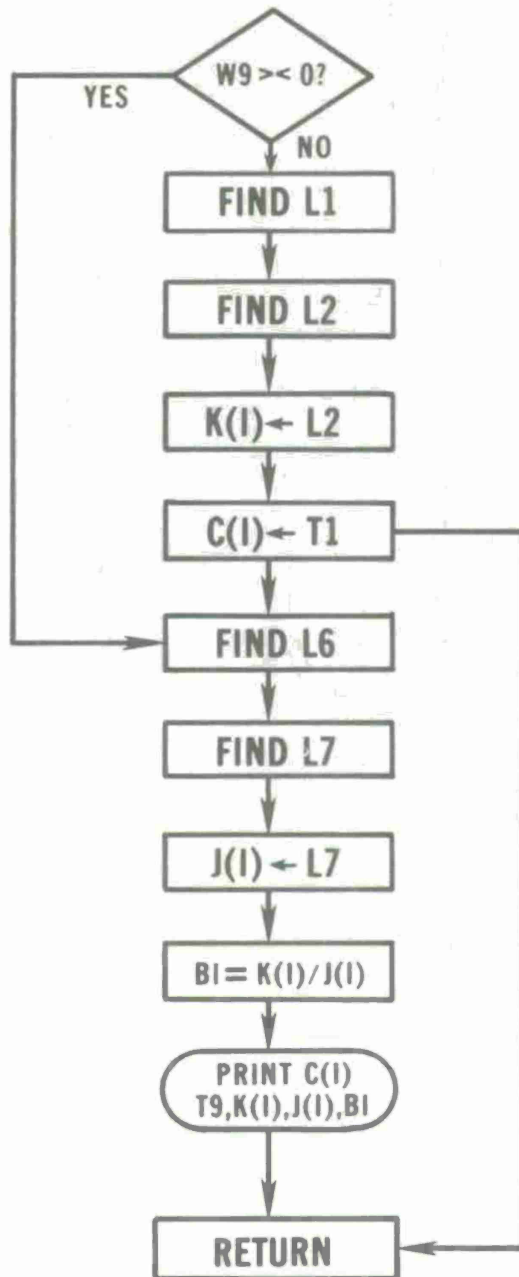 W9 >< 0?
YES
NO
FIND L1
FIND L2
K(I) ← L2
C(I) ← T1
FIND L6
FIND L7
J(I) ← L7
BI = K(I)/J(I)
PRINT C(I)
T9,K(I),J(I),BI
RETURN